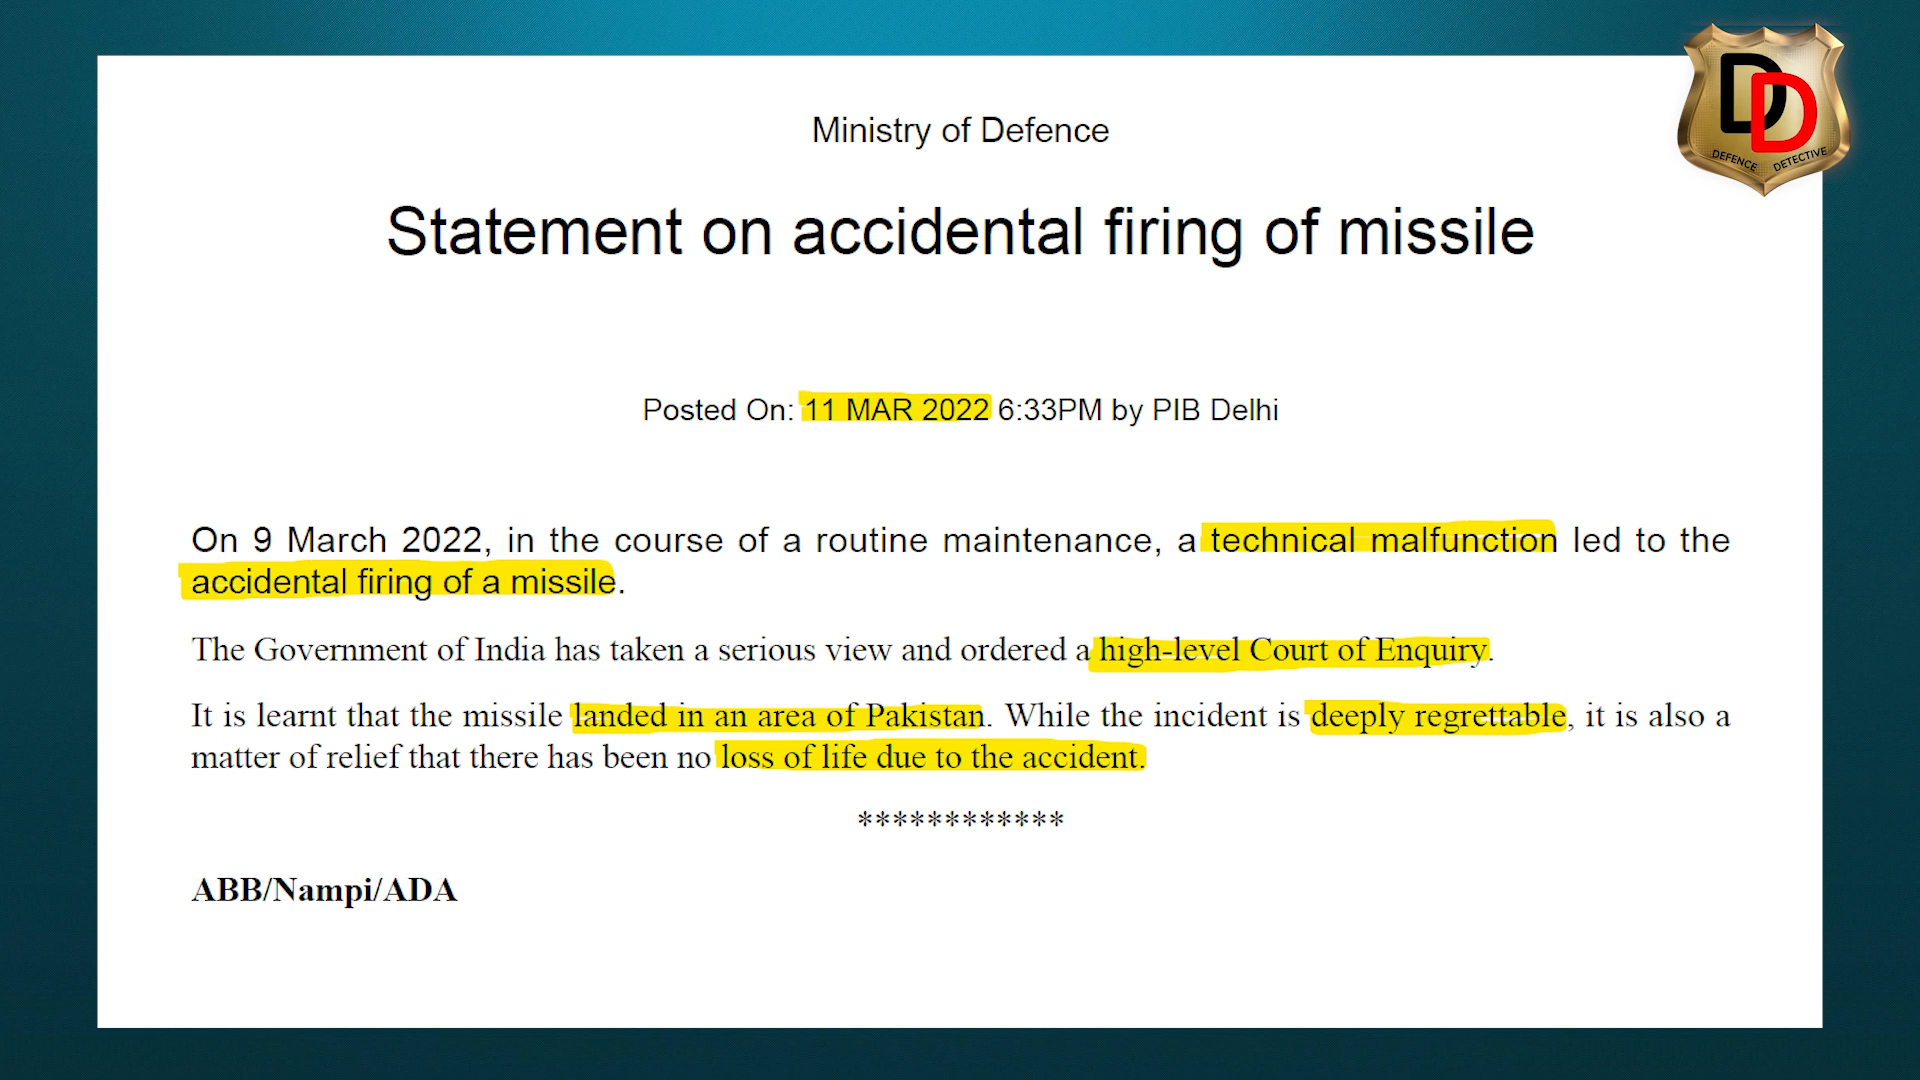 DD
DEFENCE DETECTIVE
Ministry of Defence
Statement on accidental firing of missile
Posted On: 11 MAR 2022 6:33PM by PIB Delhi
On 9 March 2022, in the course of a routine maintenance, a technical malfunction led to the
accidental firing of a missile.
The Government of India has taken a serious view and ordered a high-level Court of Enquiry.
It is learnt that the missile landed in an area of Pakistan. While the incident is deeply regrettable, it is also a
matter of relief that there has been no loss of life due to the accident.
************
ABB/Nampi/ADA